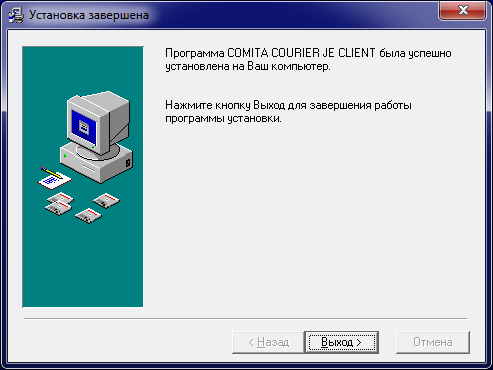 Установка завершена
Программа COMITA COURIER JE CLIENT была успешно
установлена на Ваш компьютер.
Нажмите кнопку Выход для завершения работы
программы установки.
< Назад
Выход >
Отмена